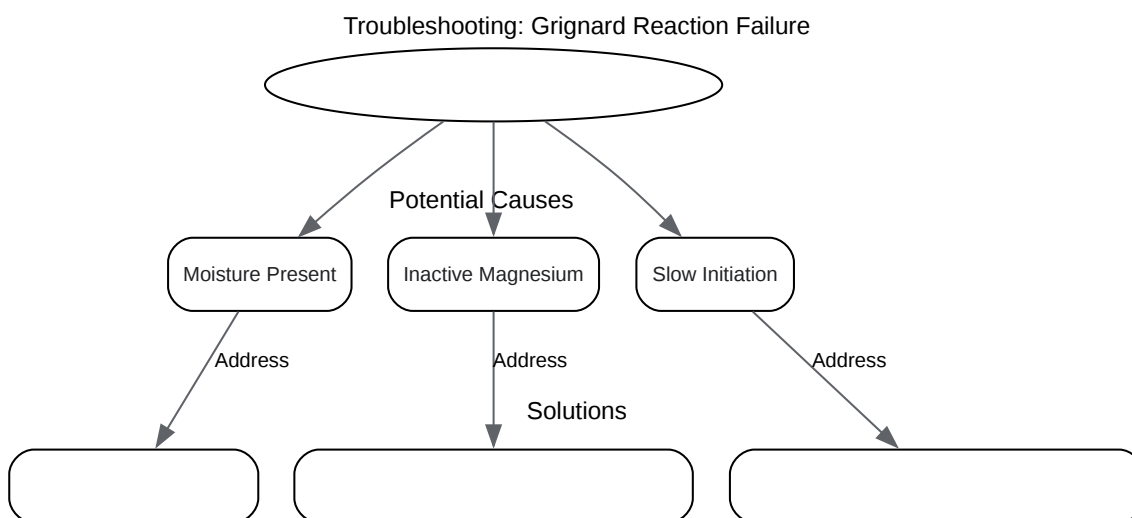 Troubleshooting: Grignard Reaction Failure
Potential Causes
Moisture Present
Inactive Magnesium
Slow Initiation
Address
Address
Address
Solutions